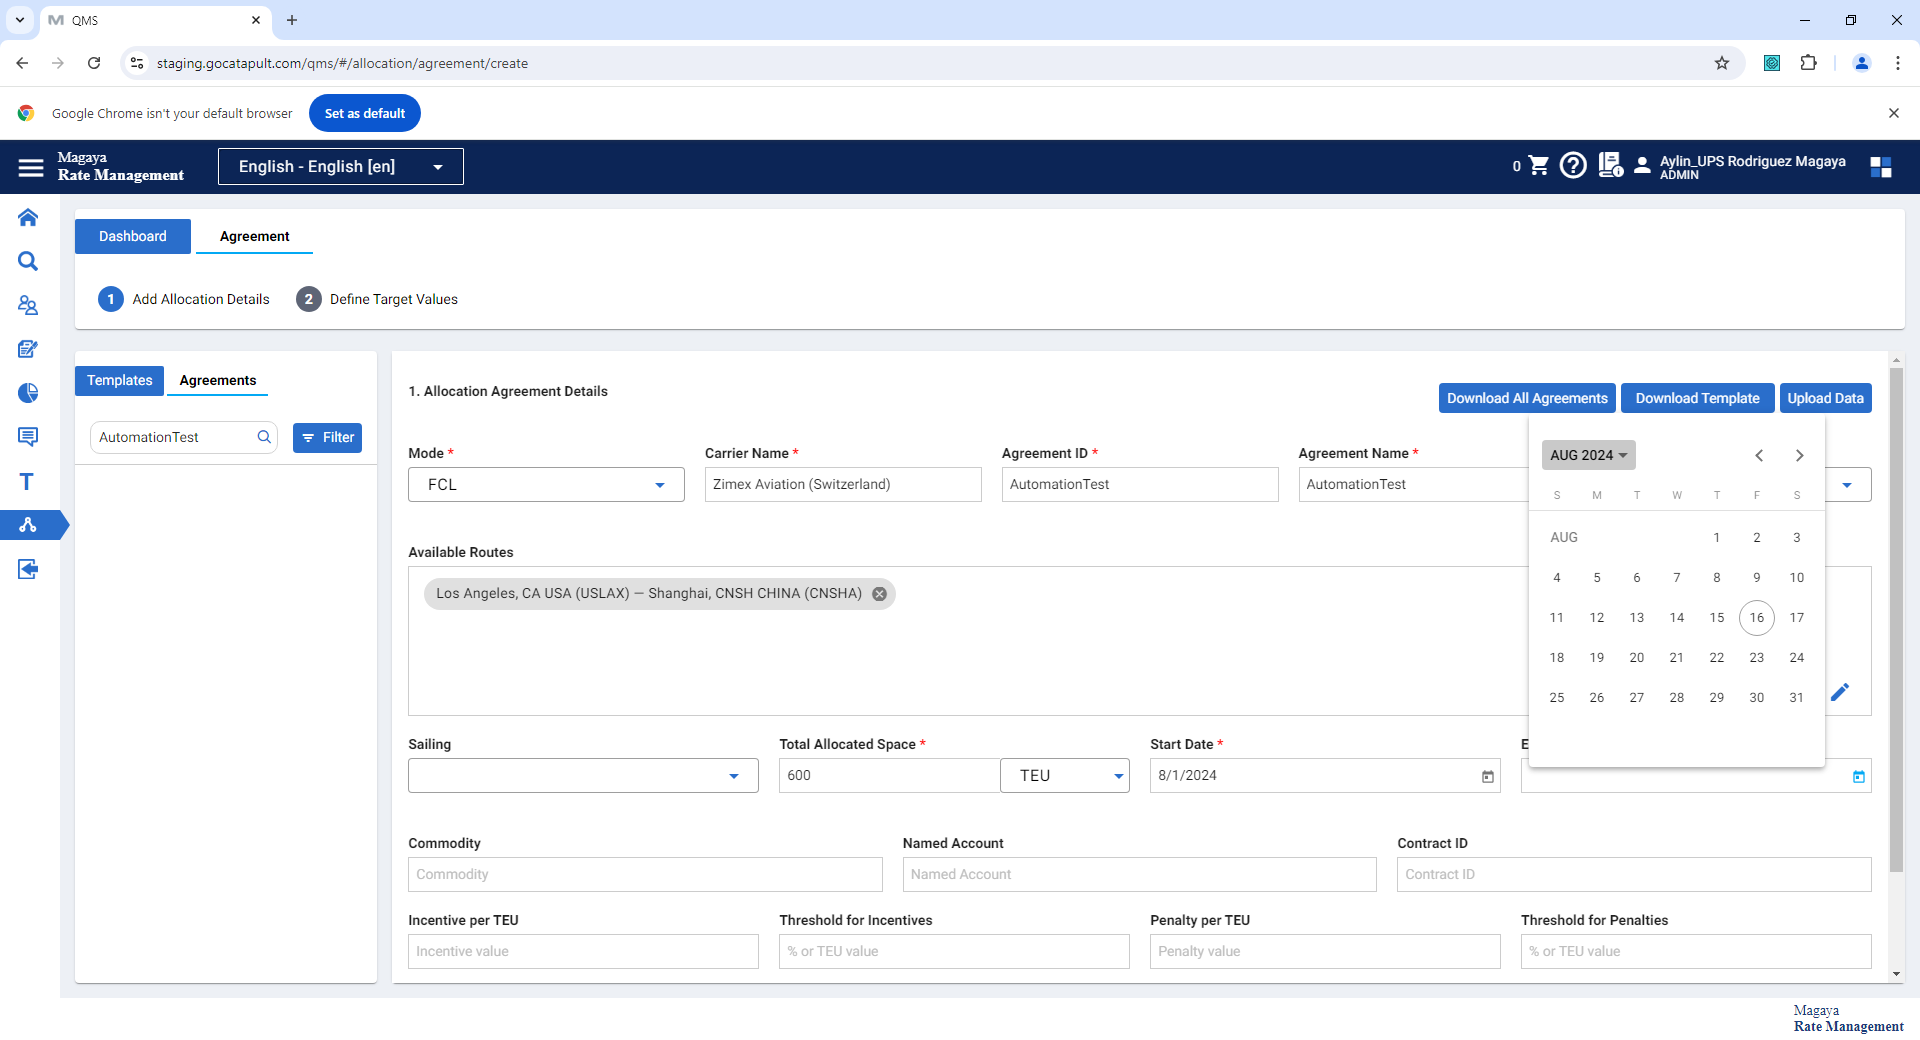 QMS
staging.gocatapult.com/qms/#/allocation/agreement/create
Google Chrome isn't your default browser
Set as default
Magaya
Rate Management
English - English [en]
0
Aylin_UPS Rodriguez Magaya
ADMIN
Dashboard
Agreement
1 Add Allocation Details
2 Define Target Values
Templates
Agreements
AutomationTest
Filter
1. Allocation Agreement Details
Download All Agreements
Download Template
Upload Data
Mode *
Carrier Name *
Agreement ID *
Agreement Name *
FCL
Zimex Aviation (Switzerland)
AutomationTest
AutomationTest
AUG 2024
S M T W T F S
AUG 1 2 3
4 5 6 7 8 9 10
11 12 13 14 15 16 17
18 19 20 21 22 23 24
25 26 27 28 29 30 31
Available Routes
Los Angeles, CA USA (USLAX) — Shanghai, CNSH CHINA (CNSHA)
Sailing
Total Allocated Space *
Start Date *
600
TEU
8/1/2024
Commodity
Named Account
Contract ID
Commodity
Named Account
Contract ID
Incentive per TEU
Threshold for Incentives
Penalty per TEU
Threshold for Penalties
Incentive value
% or TEU value
Penalty value
% or TEU value
Magaya
Rate Management